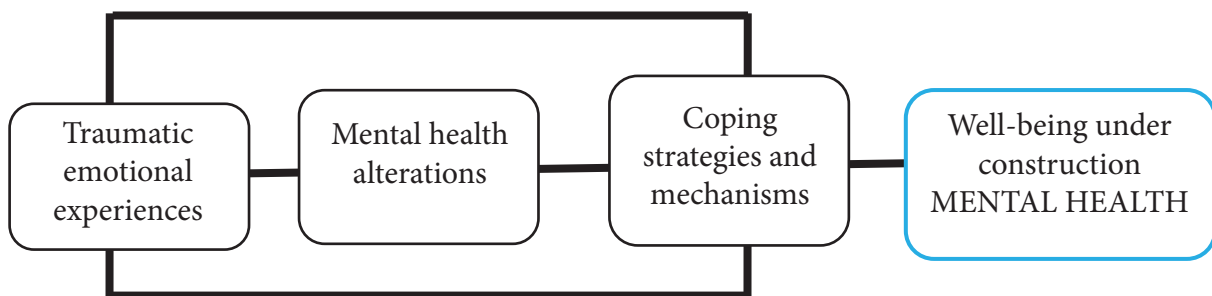 Traumatic
emotional
experiences
Mental health
alterations
Coping
strategies and
mechanisms
Well-being under
construction
MENTAL HEALTH